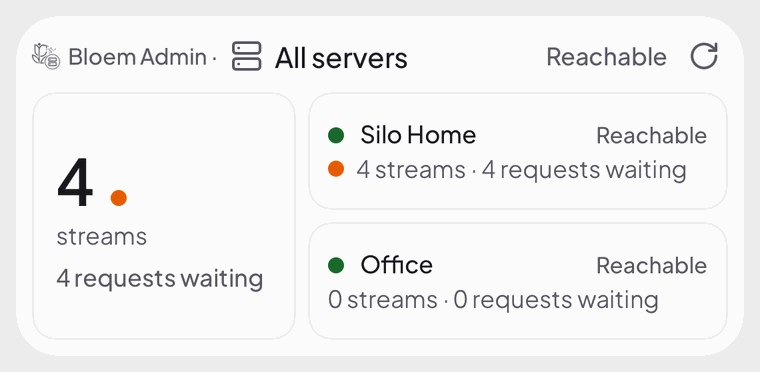 Bloem Admin · All servers Reachable
4
streams
4 requests waiting
Silo Home Reachable
4 streams · 4 requests waiting
Office Reachable
0 streams · 0 requests waiting